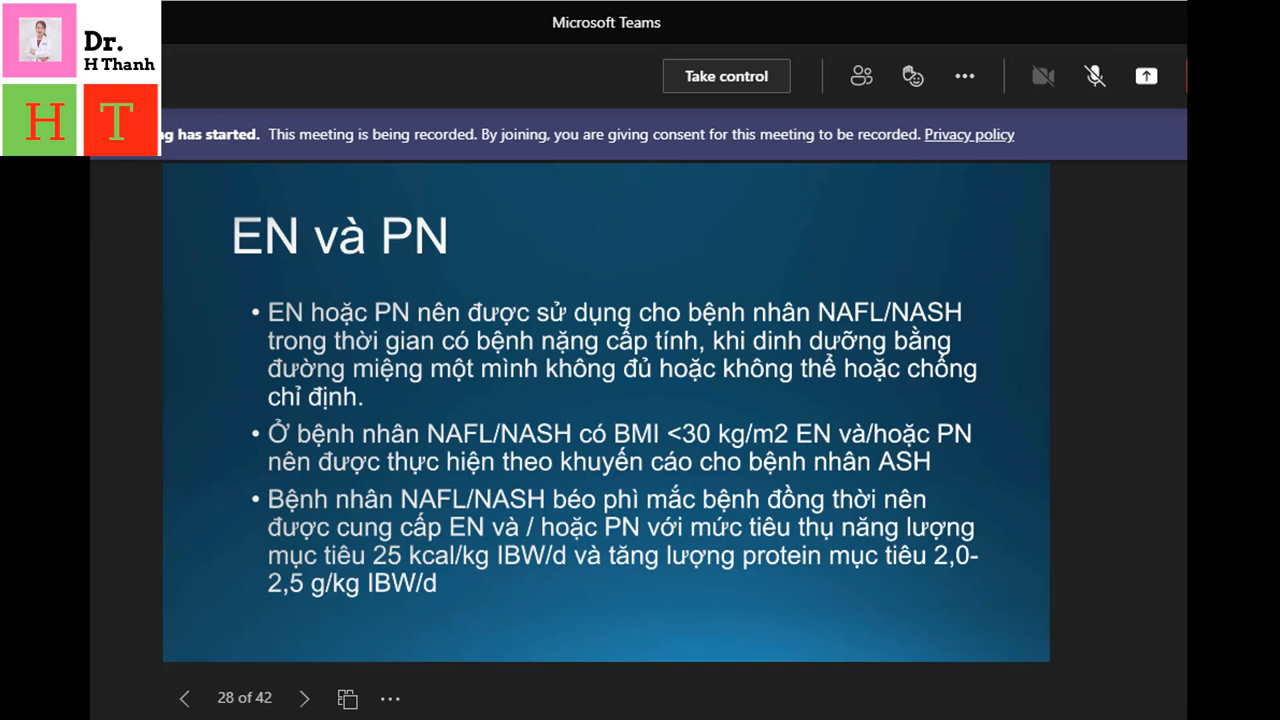 Microsoft Teams
Dr.
H Thanh
H T
Take control
g has started. This meeting is being recorded. By joining, you are giving consent for this meeting to be recorded. Privacy policy
EN và PN
• EN hoặc PN nên được sử dụng cho bệnh nhân NAFL/NASH
trong thời gian có bệnh nặng cấp tính, khi dinh dưỡng bằng
đường miệng một mình không đủ hoặc không thể hoặc chống
chỉ định.
• Ở bệnh nhân NAFL/NASH có BMI <30 kg/m2 EN và/hoặc PN
nên được thực hiện theo khuyến cáo cho bệnh nhân ASH
• Bệnh nhân NAFL/NASH béo phì mắc bệnh đồng thời nên
được cung cấp EN và / hoặc PN với mức tiêu thụ năng lượng
mục tiêu 25 kcal/kg IBW/d và tăng lượng protein mục tiêu 2,0-
2,5 g/kg IBW/d
28 of 42